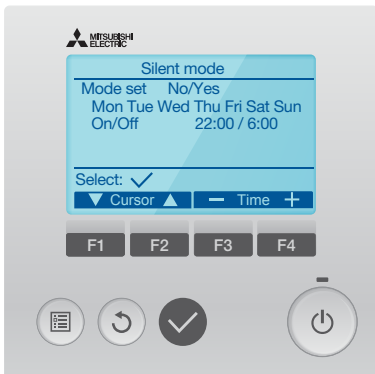 MITSUBISHI
ELECTRIC
Silent mode
Mode set No/Yes
Mon Tue Wed Thu Fri Sat Sun
On/Off 22:00 / 6:00
Select: ✓
▼ Cursor ▲ − Time +
F1 F2 F3 F4